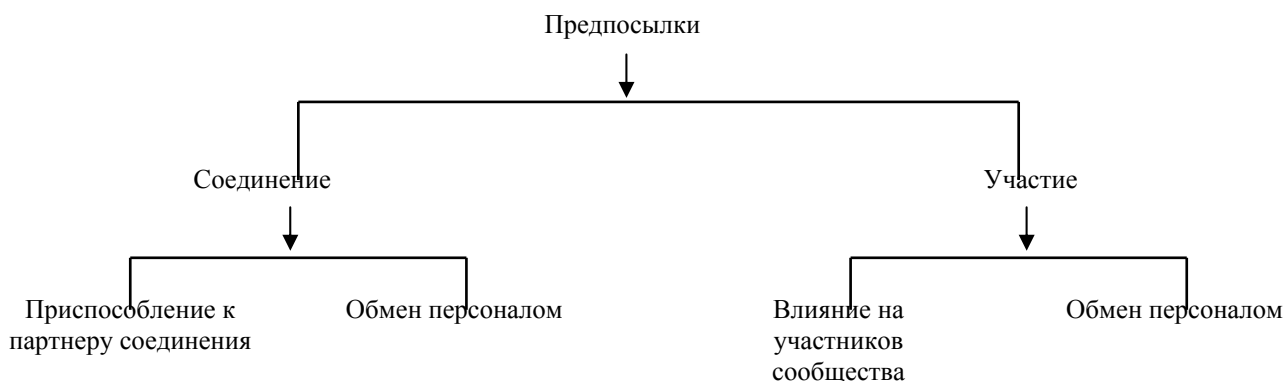 Предпосылки
Соединение
Участие
Приспособление к
партнеру соединения
Обмен персоналом
Влияние на
участников
сообщества
Обмен персоналом